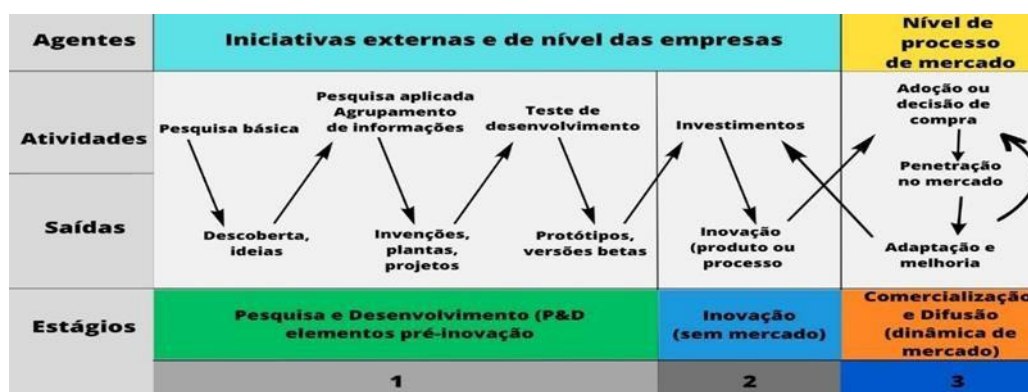 Agentes
Iniciativas externas e de nível das empresas
Nível de
processo
de mercado
Atividades
Pesquisa básica
Pesquisa aplicada
Agrupamento
de informações
Teste de
desenvolvimento
Investimentos
Adoção ou
decisão de
compra
Penetração
no mercado
Saídas
Descoberta,
ideias
Invenções,
plantas,
projetos
Protótipos,
versões betas
Inovação
(produto ou
processo
Adaptação e
melhoria
Estágios
Pesquisa e Desenvolvimento (P&D
elementos pré-inovação
Inovação
(sem mercado)
Comercialização
e Difusão
(dinâmica de
mercado)
1
2
3